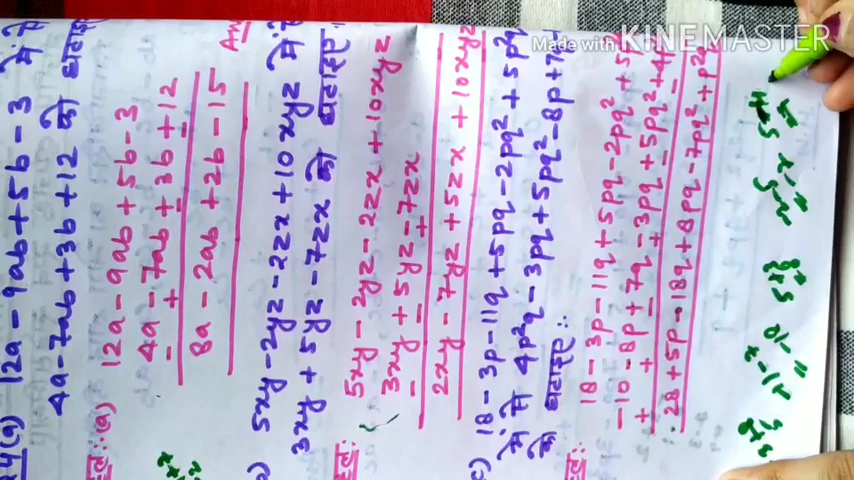 Made with KINEMASTER
4(a) 12a - 9ab + 5b - 3 में से
4a - 7ab + 3b + 12 को घटाइए
हल:-(a) 12a - 9ab + 5b - 3
4a - 7ab + 3b + 12
- + - -
8a - 2ab + 2b - 15 Ans
b) 5xy - 2yz - 2zx + 10xyz में से
3xy + 5yz - 7zx को घटाइए।
हल: 5xy - 2yz - 2zx + 10xyz
3xy + 5yz - 7zx
- - +
2xy - 7yz + 5zx + 10xyz
c) 18 - 3p - 11q + 5pq - 2pq² + 5p²q
में से 4p²q - 3pq + 5pq² - 8p + 7q
को घटाइए:
हल: 18 - 3p - 11q + 5pq - 2pq² + 5p
-10 - 8p + 7q - 3pq + 5pq² + 4p
+ + - + - -
28 + 5p - 18q + 8pq - 7pq² + p²